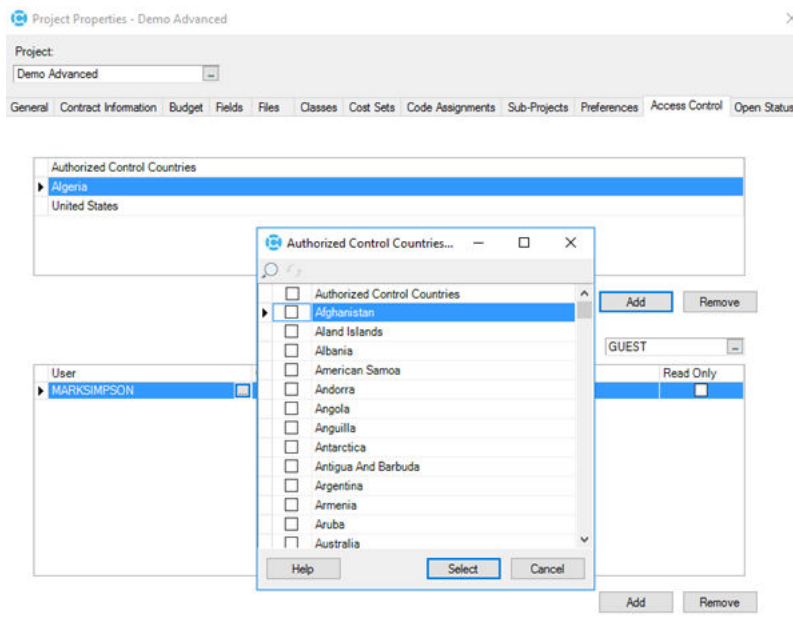 Project Properties - Demo Advanced
Project:
Demo Advanced
General Contract Information Budget Fields Files Classes Cost Sets Code Assignments Sub-Projects Preferences Access Control Open Status
Authorized Control Countries
Algeria
United States
Authorized Control Countries...
Authorized Control Countries
Afghanistan
Aland Islands
Albania
American Samoa
Andorra
Angola
Anguilla
Antarctica
Antigua And Barbuda
Argentina
Armenia
Aruba
Australia
Help Select Cancel
Add Remove
GUEST
User Read Only
MARKSIMPSON
Add Remove